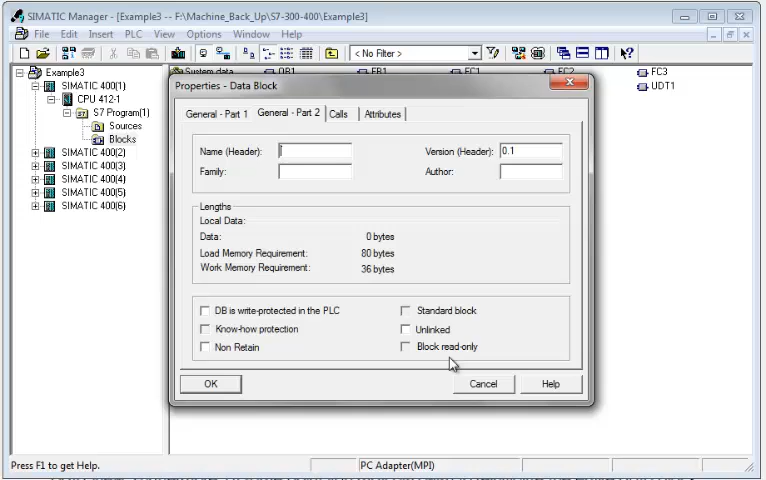 SIMATIC Manager - [Example3 -- F:\Machine_Back_Up\S7-300-400\Example3]
File Edit Insert PLC View Options Window Help
< No Filter >
Example3
SIMATIC 400(1)
CPU 412-1
S7 Program(1)
Sources
Blocks
SIMATIC 400(2)
SIMATIC 400(3)
SIMATIC 400(4)
SIMATIC 400(5)
SIMATIC 400(6)
System data OB1 FB1 FC1 FC2 FC3
UDT1
Properties - Data Block
General - Part 1 General - Part 2 Calls Attributes
Name (Header): Version (Header): 0.1
Family: Author:
Lengths
Local Data:
Data: 0 bytes
Load Memory Requirement: 80 bytes
Work Memory Requirement: 36 bytes
DB is write-protected in the PLC Standard block
Know-how protection Unlinked
Non Retain Block read-only
OK Cancel Help
Press F1 to get Help. PC Adapter(MPI)